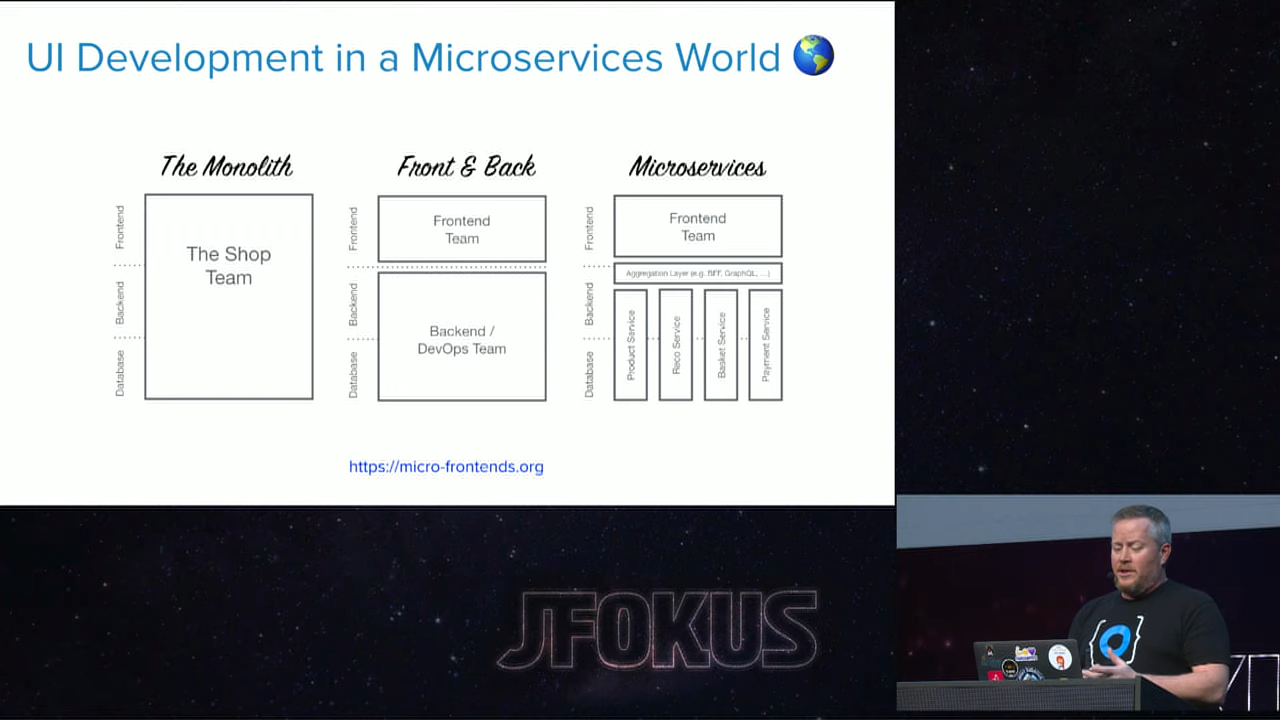 UI Development in a Microservices World
The Monolith
Front & Back
Microservices
Frontend
Backend
Database
The Shop
Team
Frontend
Backend
Database
Frontend
Team
Backend /
DevOps Team
Frontend
Backend
Database
Frontend
Team
Aggregation Layer (e.g. BFF, GraphQL, ...)
Product Service
Reco Service
Basket Service
Payment Service
https://micro-frontends.org
JFOKUS